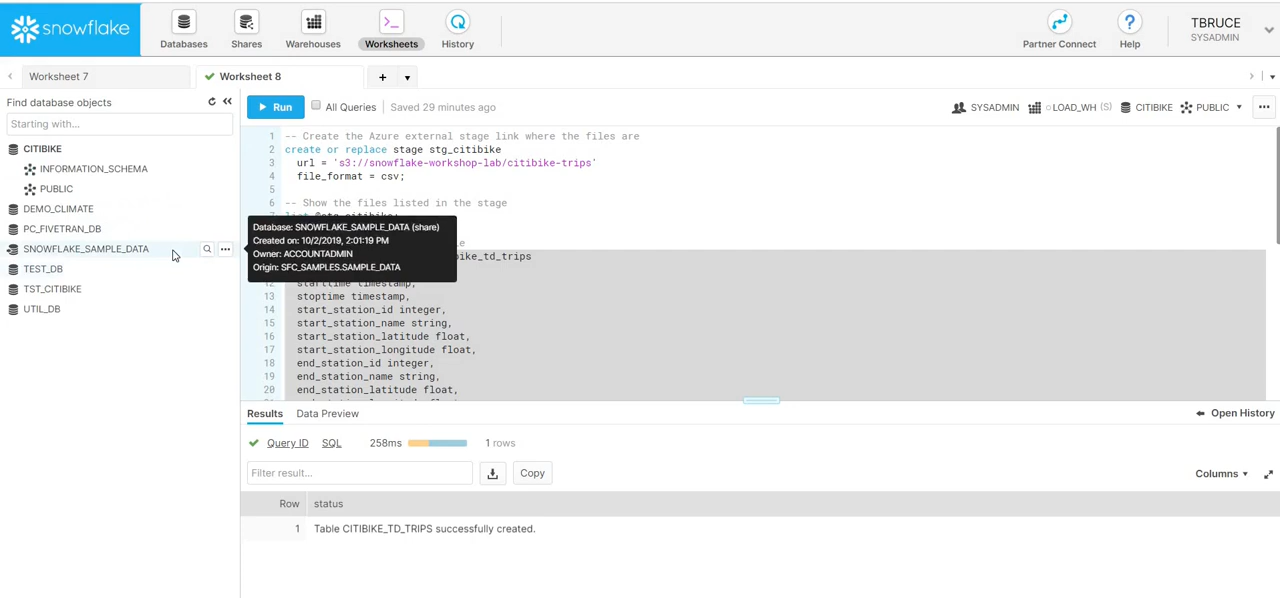 snowflake
Databases
Shares
Warehouses
Worksheets
History
Partner Connect
Help
TBRUCE
SYSADMIN
Worksheet 7
Worksheet 8
+
Find database objects
Starting with...
CITIBIKE
INFORMATION_SCHEMA
PUBLIC
DEMO_CLIMATE
PC_FIVETRAN_DB
SNOWFLAKE_SAMPLE_DATA
TEST_DB
TST_CITIBIKE
UTIL_DB
Run
All Queries
Saved 29 minutes ago
SYSADMIN
LOAD_WH (S)
CITIBIKE
PUBLIC
1 -- Create the Azure external stage link where the files are
2 create or replace stage stg_citibike
3 url = 's3://snowflake-workshop-lab/citibike-trips'
4 file_format = csv;
5
6 -- Show the files listed in the stage
Database: SNOWFLAKE_SAMPLE_DATA (share)
Created on: 10/2/2019, 2:01:19 PM
Owner: ACCOUNTADMIN
Origin: SFC_SAMPLES.SAMPLE_DATA
bike_td_trips
starttime timestamp,
13 stoptime timestamp,
14 start_station_id integer,
15 start_station_name string,
16 start_station_latitude float,
17 start_station_longitude float,
18 end_station_id integer,
19 end_station_name string,
20 end_station_latitude float,
Results
Data Preview
Open History
Query ID
SQL
258ms
1 rows
Filter result...
Copy
Columns
Row
status
1
Table CITIBIKE_TD_TRIPS successfully created.